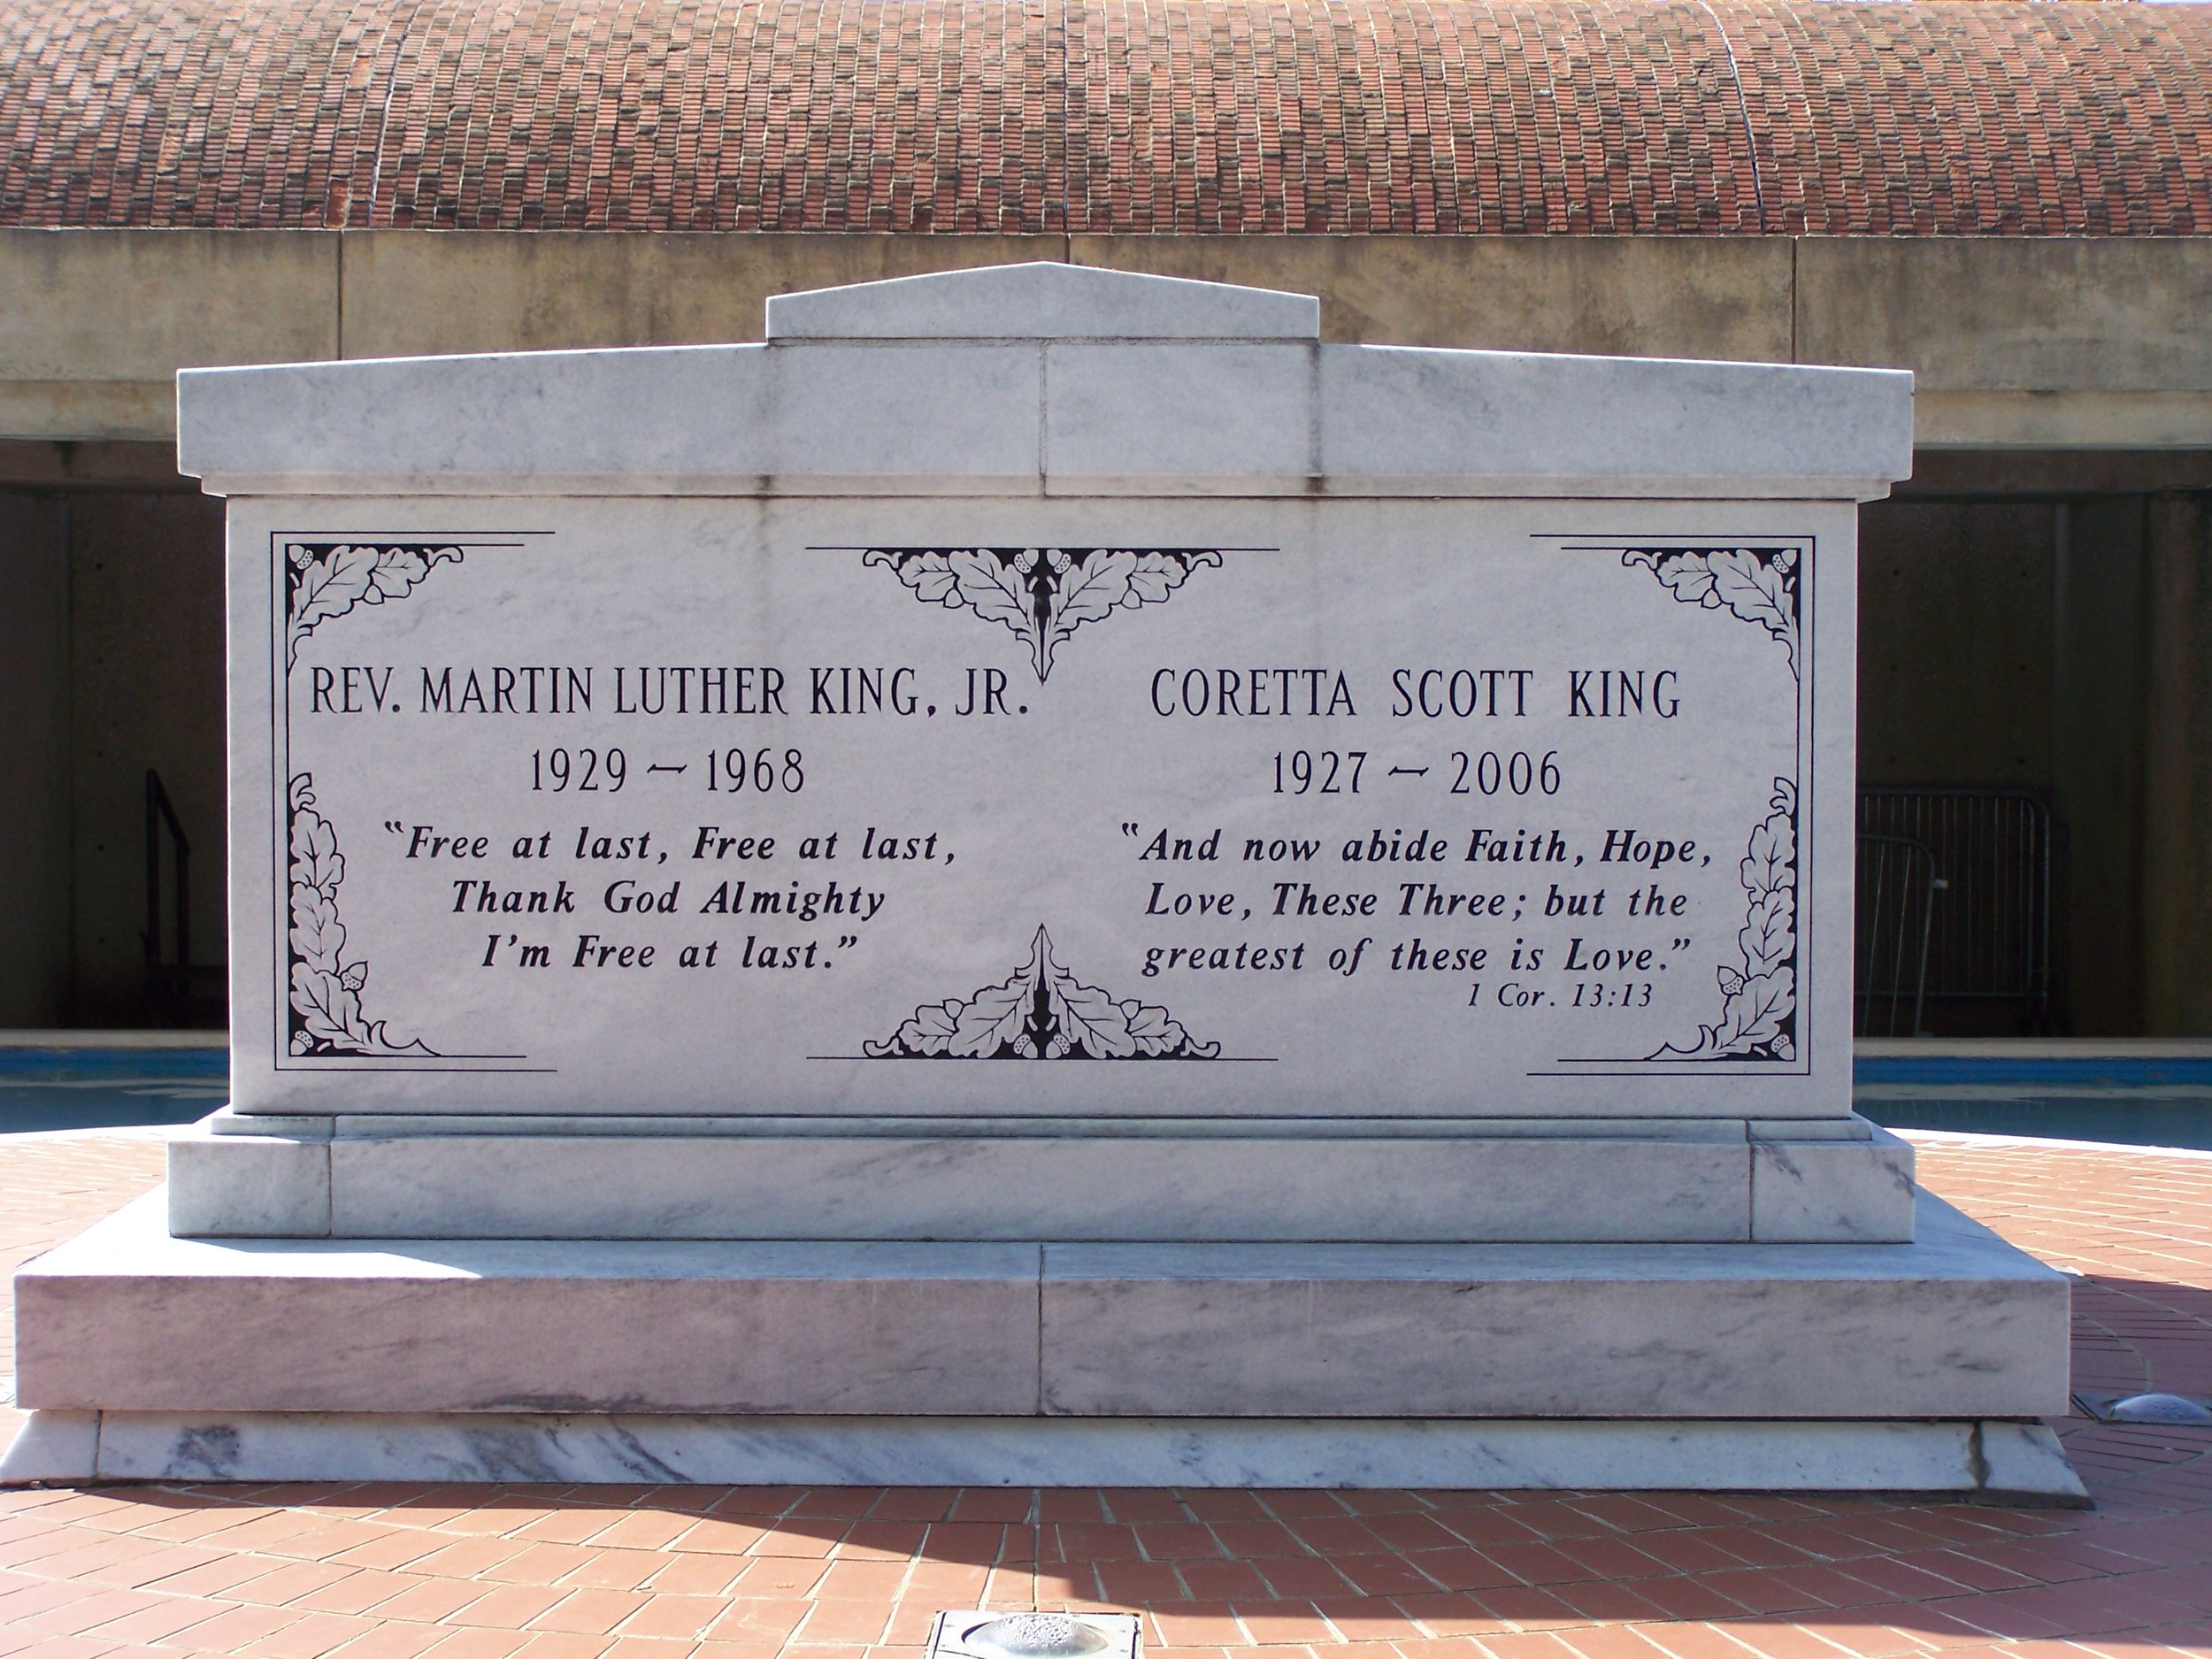 REV. MARTIN LUTHER KING, JR.
1929 ~ 1968
"Free at last, Free at last,
Thank God Almighty
I'm Free at last."
CORETTA SCOTT KING
1927 ~ 2006
"And now abide Faith, Hope,
Love, These Three; but the
greatest of these is Love."
1 Cor. 13:13